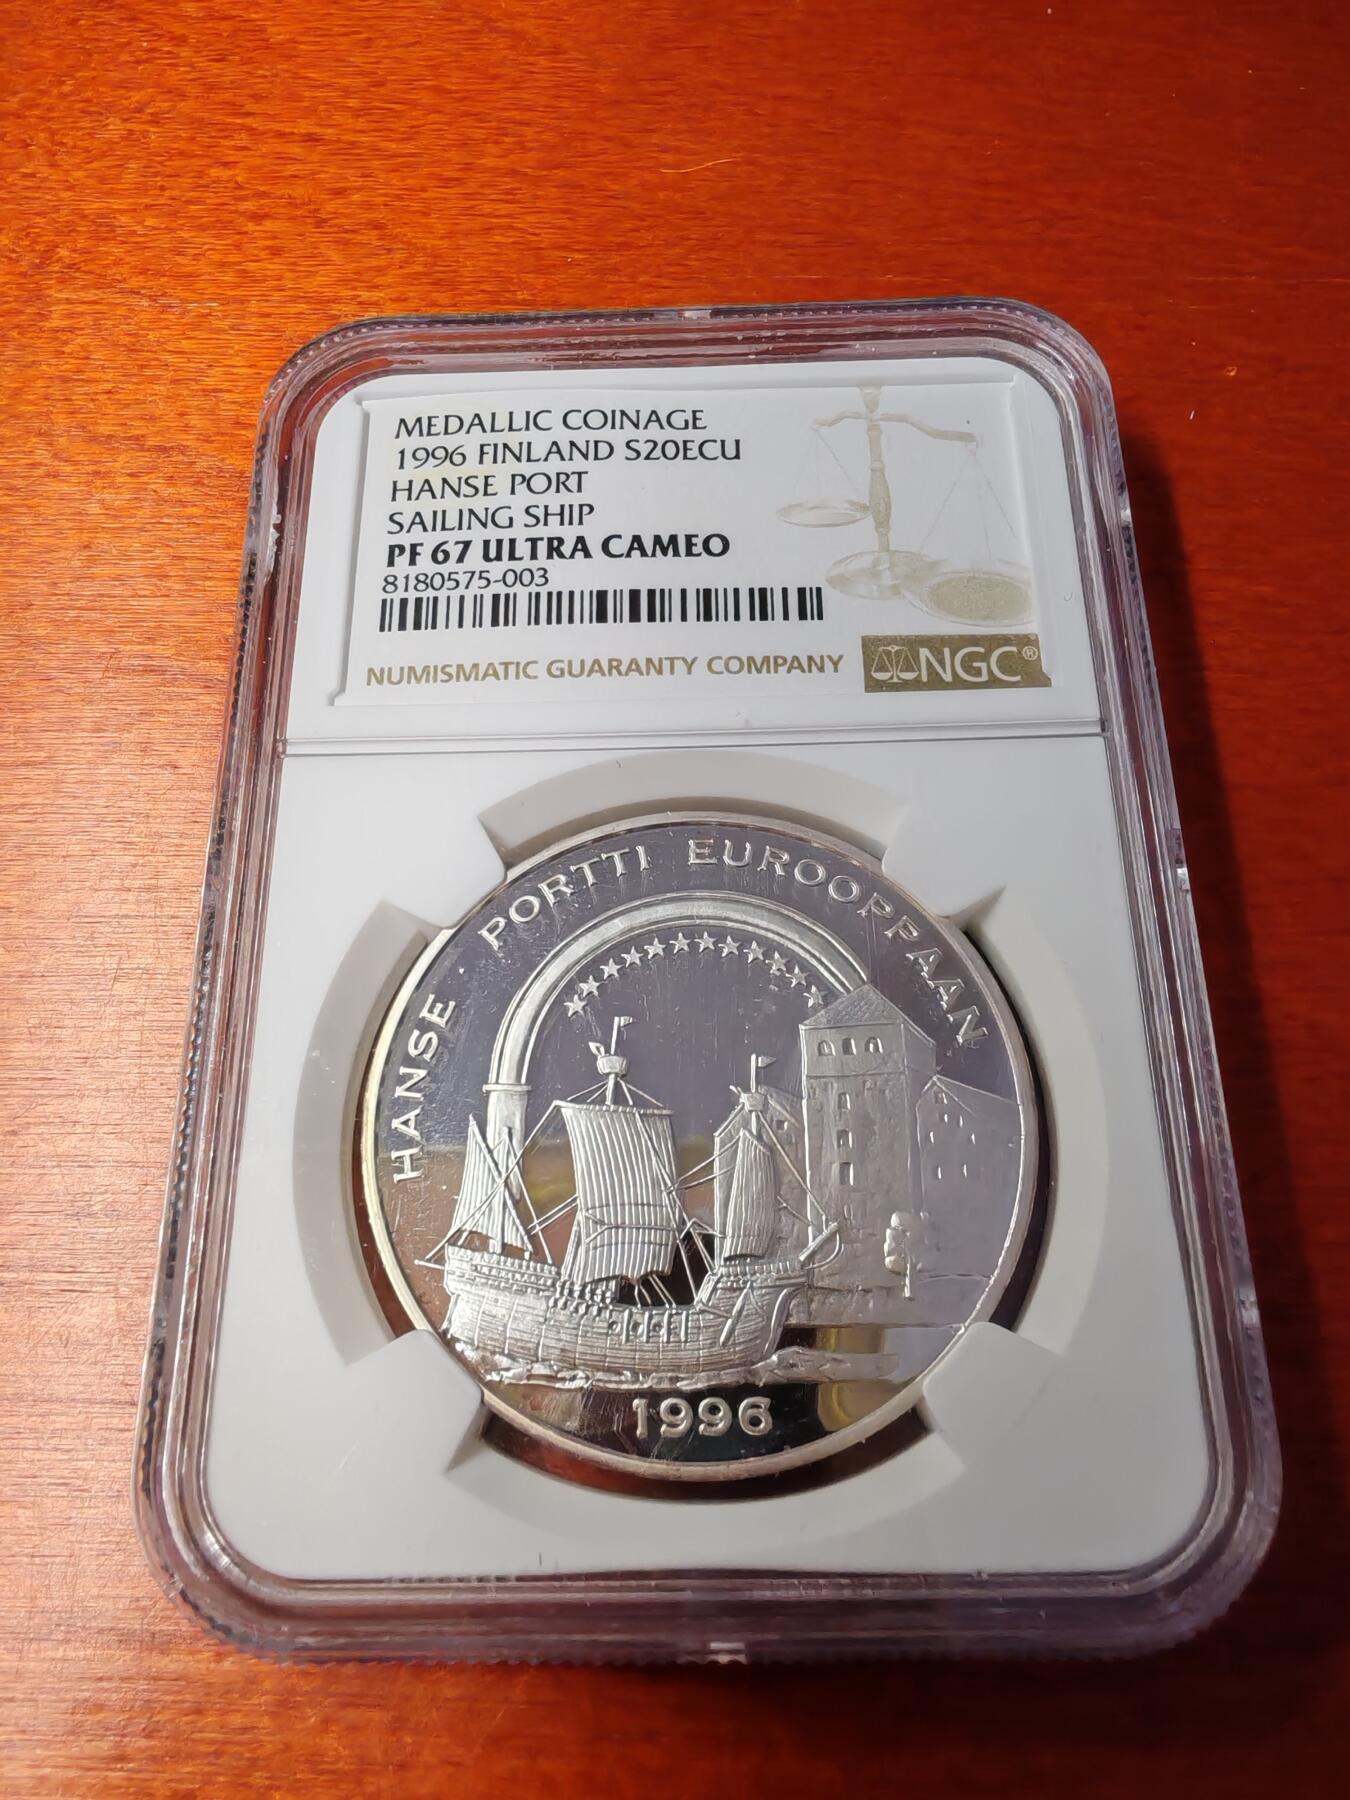 MEDALLIC COINAGE
1996 FINLAND S20ECU
HANSE PORT
SAILING SHIP
PF 67 ULTRA CAMEO
8180575-003
NUMISMATIC GUARANTY COMPANY
NGC®
HANSE PORTTI EUROOPPAAN
1996